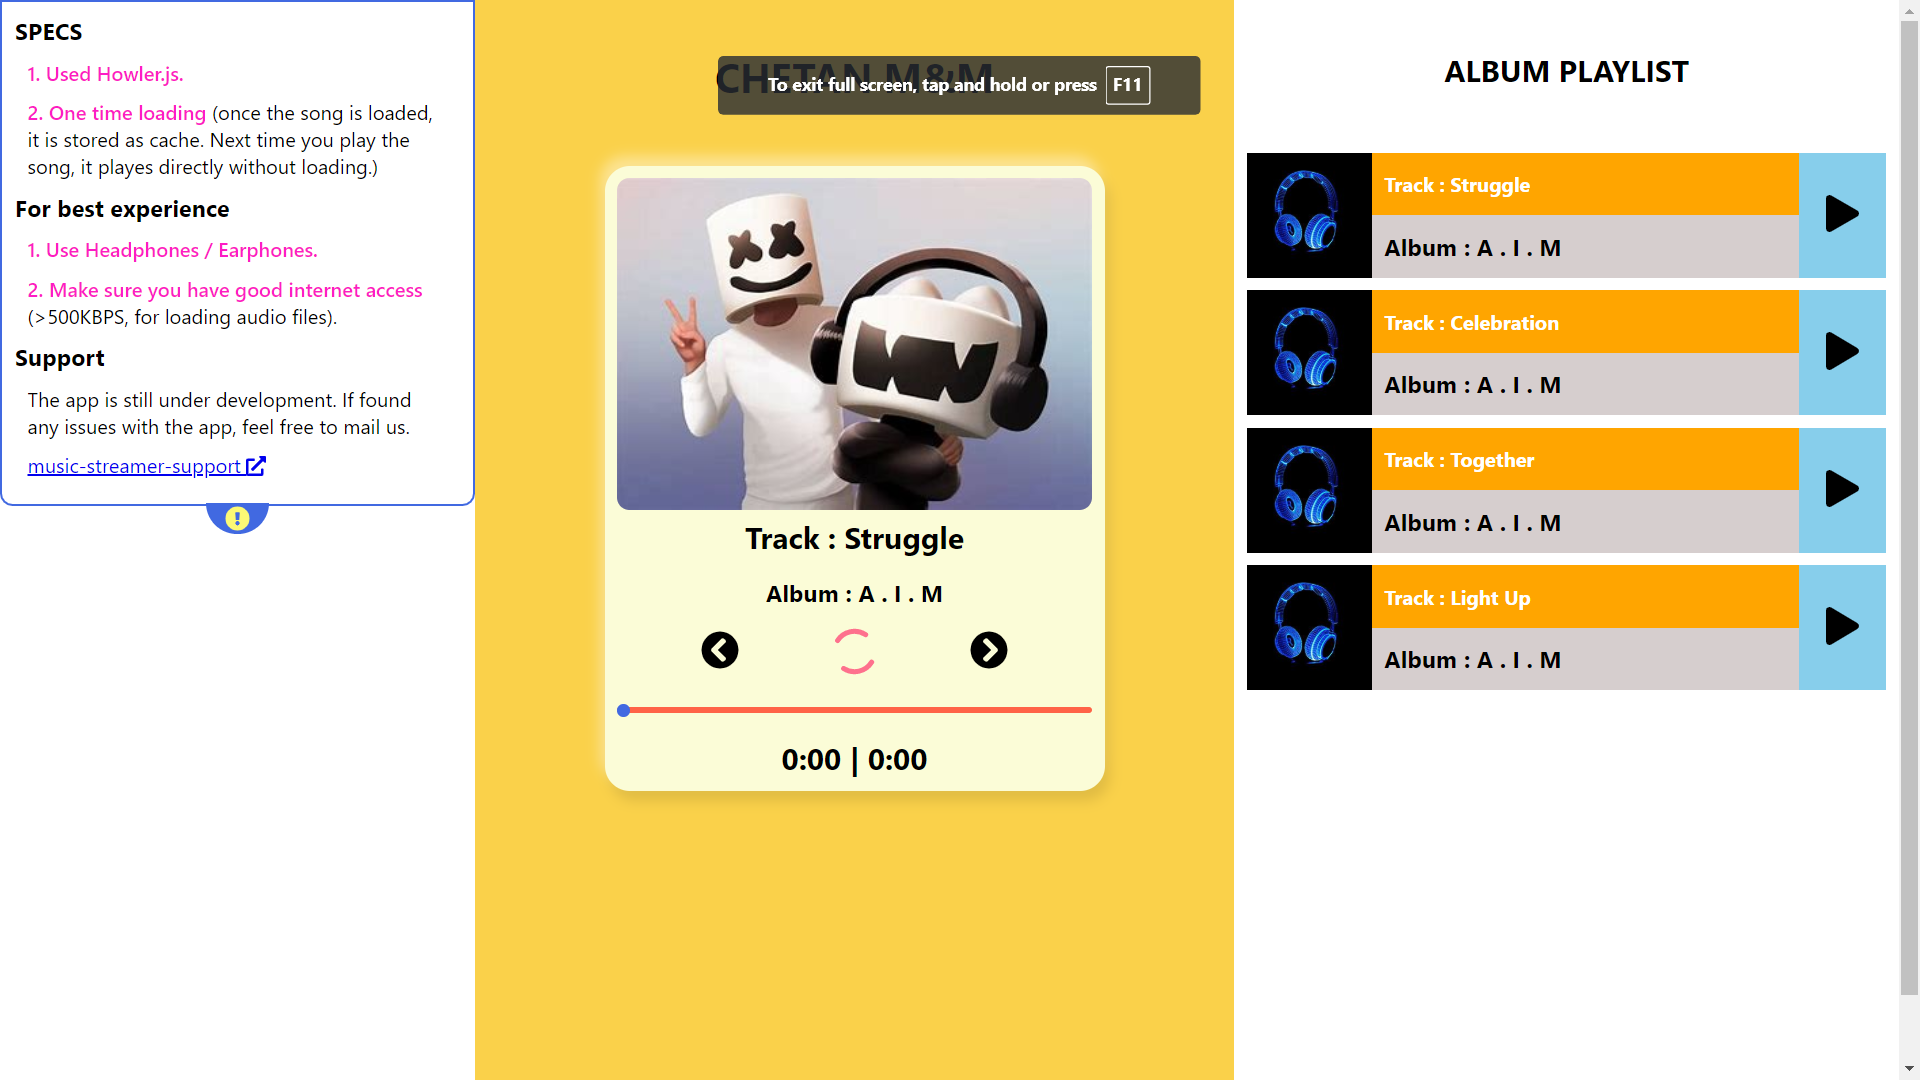 SPECS
1. Used Howler.js.
2. One time loading (once the song is loaded,
it is stored as cache. Next time you play the
song, it playes directly without loading.)
For best experience
1. Use Headphones / Earphones.
2. Make sure you have good internet access
(>500KBPS, for loading audio files).
Support
The app is still under development. If found
any issues with the app, feel free to mail us.
music-streamer-support
CHETAN M&M
To exit full screen, tap and hold or press F11
Track : Struggle
Album : A . I . M
0:00 | 0:00
ALBUM PLAYLIST
Track : Struggle
Album : A . I . M
Track : Celebration
Album : A . I . M
Track : Together
Album : A . I . M
Track : Light Up
Album : A . I . M